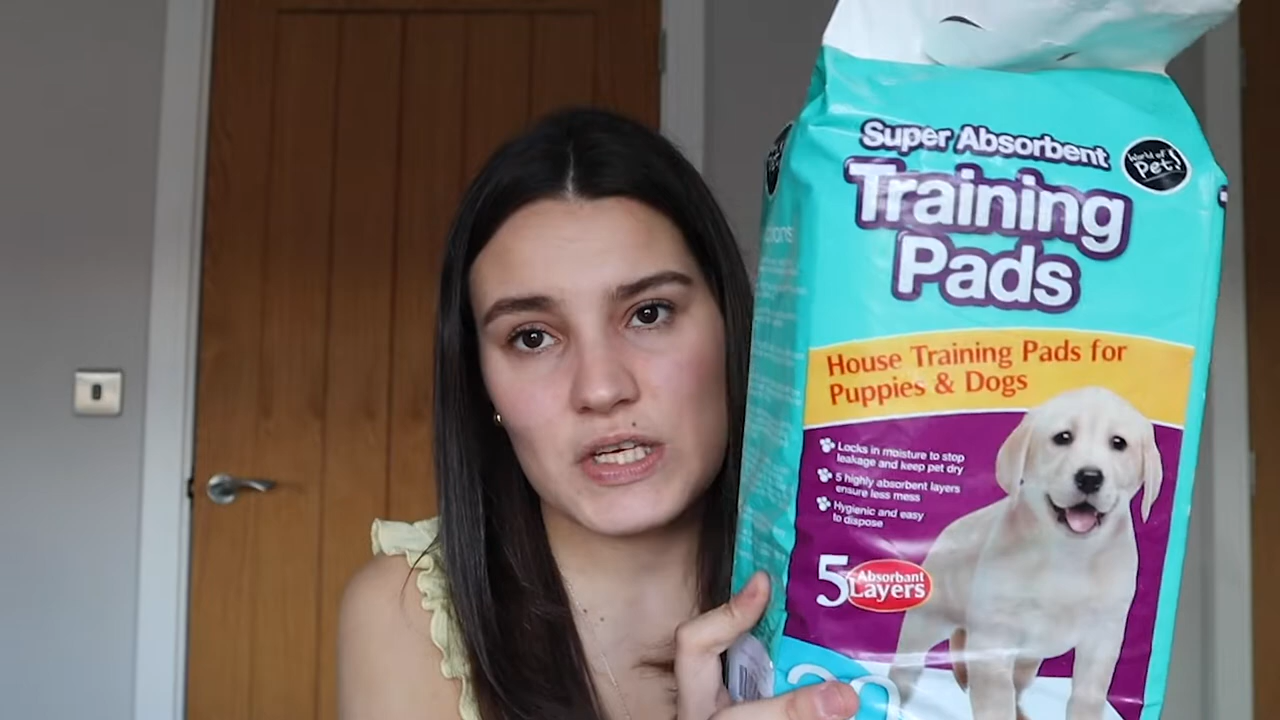 Super Absorbent
Training
Pads
World of
Pet!
House Training Pads for
Puppies & Dogs
Locks in moisture to stop
leakage and keep pet dry
5 highly absorbent layers
ensure less mess
Hygienic and easy
to dispose
5 Absorbant
Layers